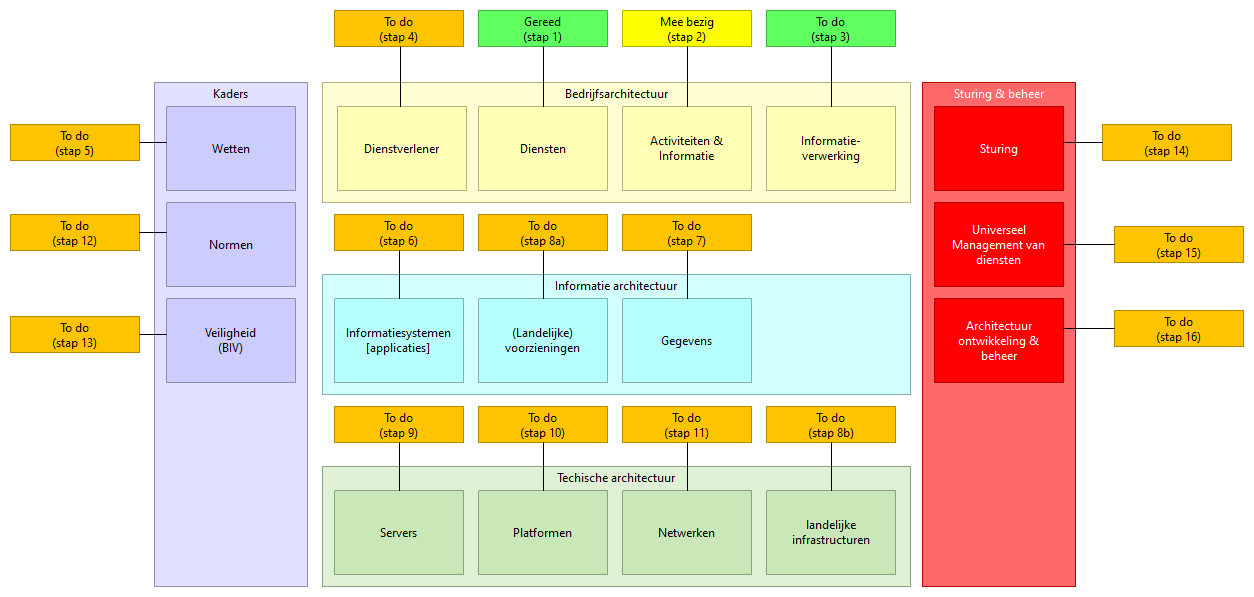 To do
(stap 4)
Gereed
(stap 1)
Mee bezig
(stap 2)
To do
(stap 3)
Kaders
Bedrijfsarchitectuur
Sturing & beheer
To do
(stap 5)
Wetten
Dienstverlener
Diensten
Activiteiten &
Informatie
Informatie-
verwerking
Sturing
To do
(stap 14)
To do
(stap 12)
Normen
To do
(stap 6)
To do
(stap 8a)
To do
(stap 7)
Universeel
Management van
diensten
To do
(stap 15)
Informatie architectuur
To do
(stap 13)
Veiligheid
(BIV)
Informatiesystemen
[applicaties]
(Landelijke)
voorzieningen
Gegevens
Architectuur
ontwikkeling &
beheer
To do
(stap 16)
To do
(stap 9)
To do
(stap 10)
To do
(stap 11)
To do
(stap 8b)
Techische architectuur
Servers
Platformen
Netwerken
landelijke
infrastructuren